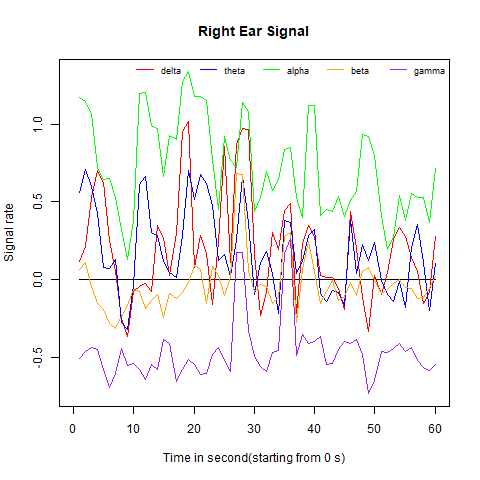 Right Ear Signal
delta theta alpha beta gamma
Signal rate
1.0
0.5
0.0
-0.5
0 10 20 30 40 50 60
Time in second(starting from 0 s)